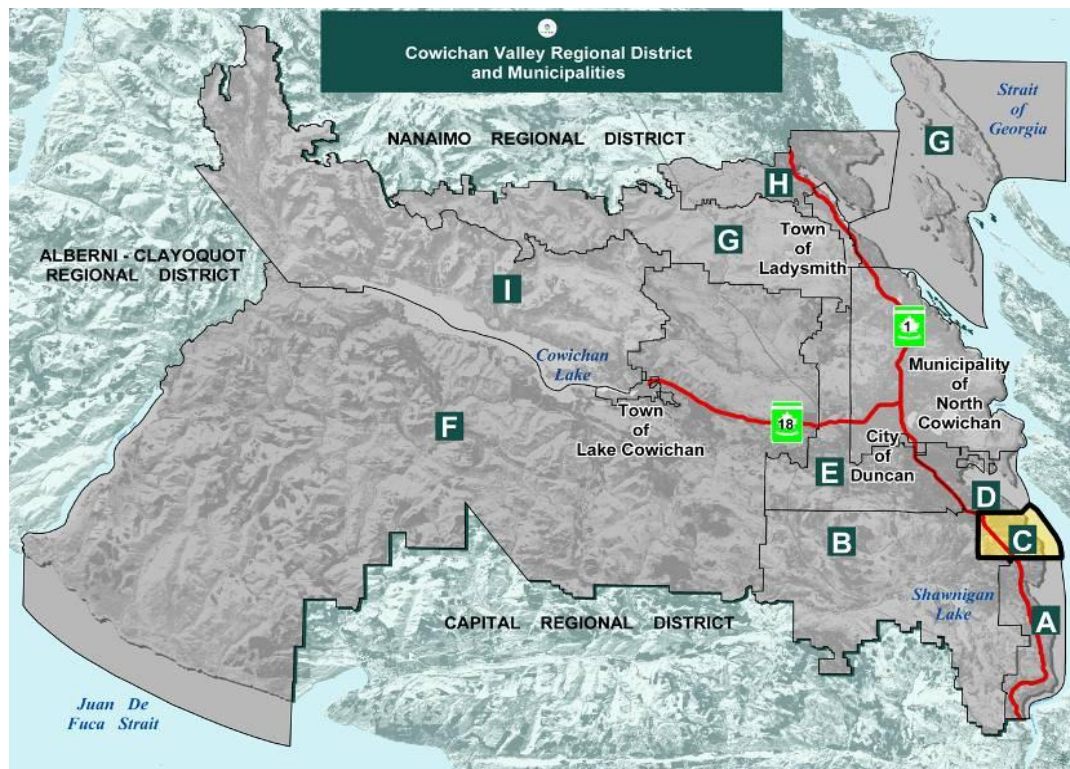 Cowichan Valley Regional District
and Municipalities
Strait
of
Georgia
NANAIMO REGIONAL DISTRICT
G
H
Town
of
Ladysmith
G
ALBERNI - CLAYOQUOT
REGIONAL DISTRICT
I
1
Cowichan
Lake
Municipality
of
North
Cowichan
Town
of
Lake Cowichan
18
F
City
of
Duncan
E
D
B
C
Shawnigan
Lake
A
CAPITAL REGIONAL DISTRICT
Juan De
Fuca Strait